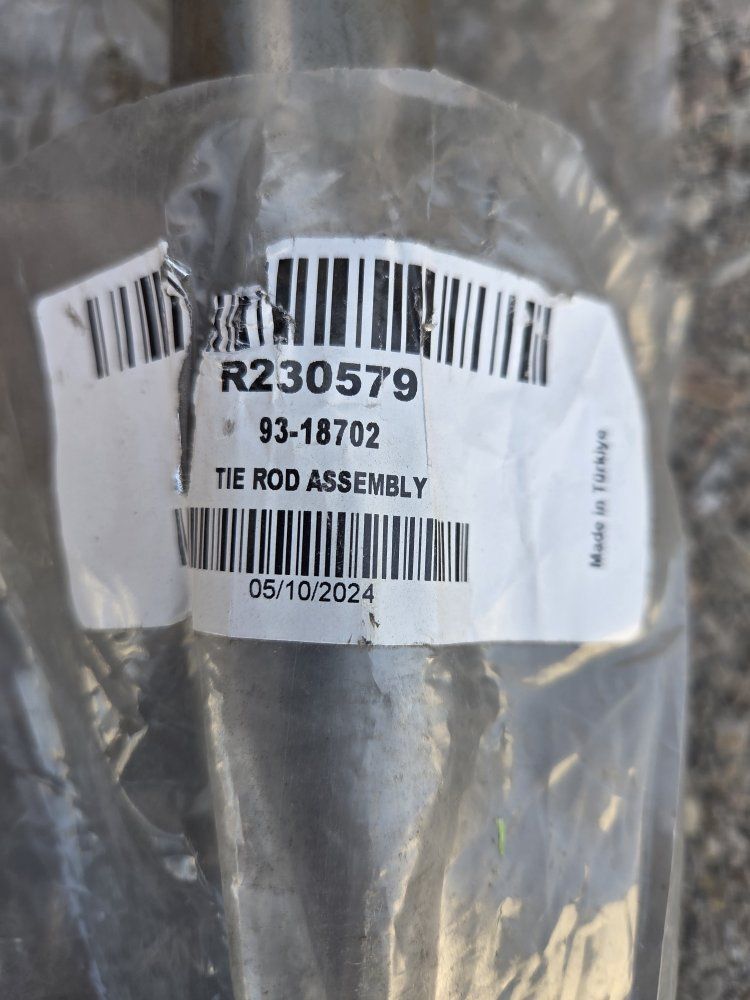 R230579
93-18702
TIE ROD ASSEMBLY
05/10/2024
Made in Türkiye